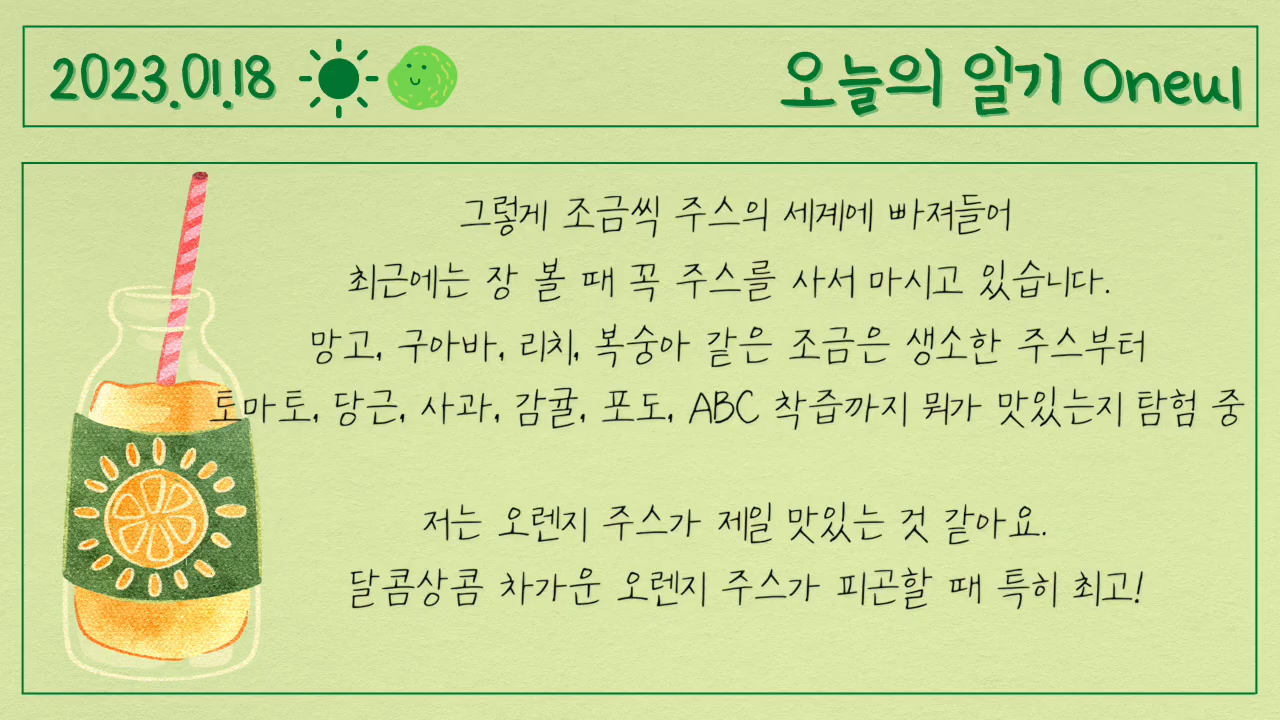 2023.01.18
오늘의 일기 Oneul
그렇게 조금씩 주스의 세계에 빠져들어
최근에는 장 볼 때 꼭 주스를 사서 마시고 있습니다.
망고, 구아바, 리치, 복숭아 같은 조금은 생소한 주스부터
토마토, 당근, 사과, 감귤, 포도, ABC 착즙까지 뭐가 맛있는지 탐험 중
저는 오렌지 주스가 제일 맛있는 것 같아요.
달콤상콤 차가운 오렌지 주스가 피곤할 때 특히 최고!